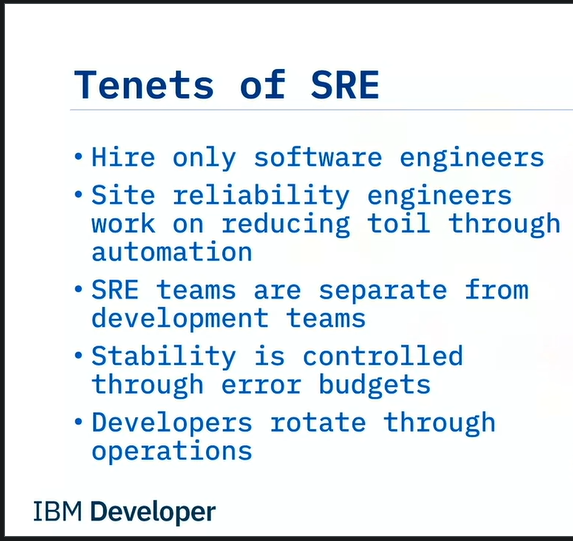 Tenets of SRE
• Hire only software engineers
• Site reliability engineers
work on reducing toil through
automation
• SRE teams are separate from
development teams
• Stability is controlled
through error budgets
• Developers rotate through
operations
IBM Developer